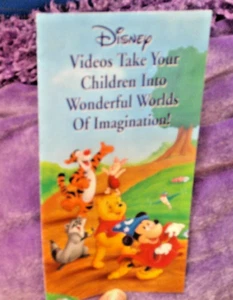 Disney
Videos Take Your
Children Into
Wonderful Worlds
Of Imagination!